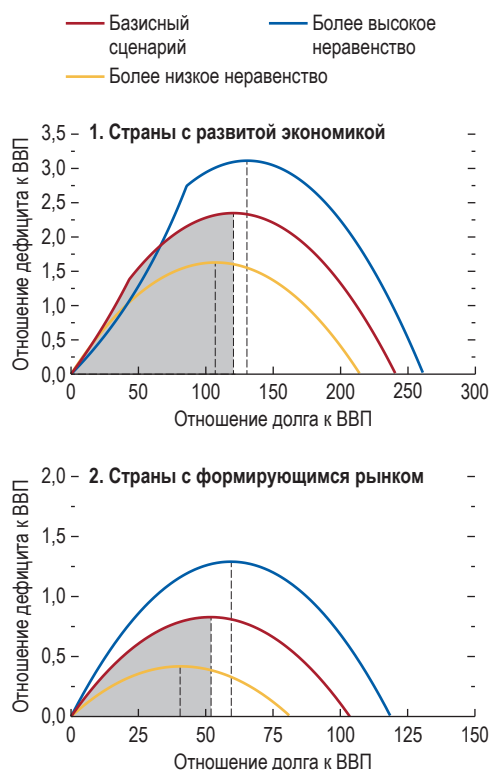 Базисный
сценарий
Более высокое
неравенство
Более низкое неравенство
1. Страны с развитой экономикой
Отношение дефицита к ВВП
3,5
3,0
2,5
2,0
1,5
1,0
0,5
0,0
0 50 100 150 200 250 300
Отношение долга к ВВП
2. Страны с формирующимся рынком
Отношение дефицита к ВВП
2,0
1,5
1,0
0,5
0,0
0 25 50 75 100 125 150
Отношение долга к ВВП